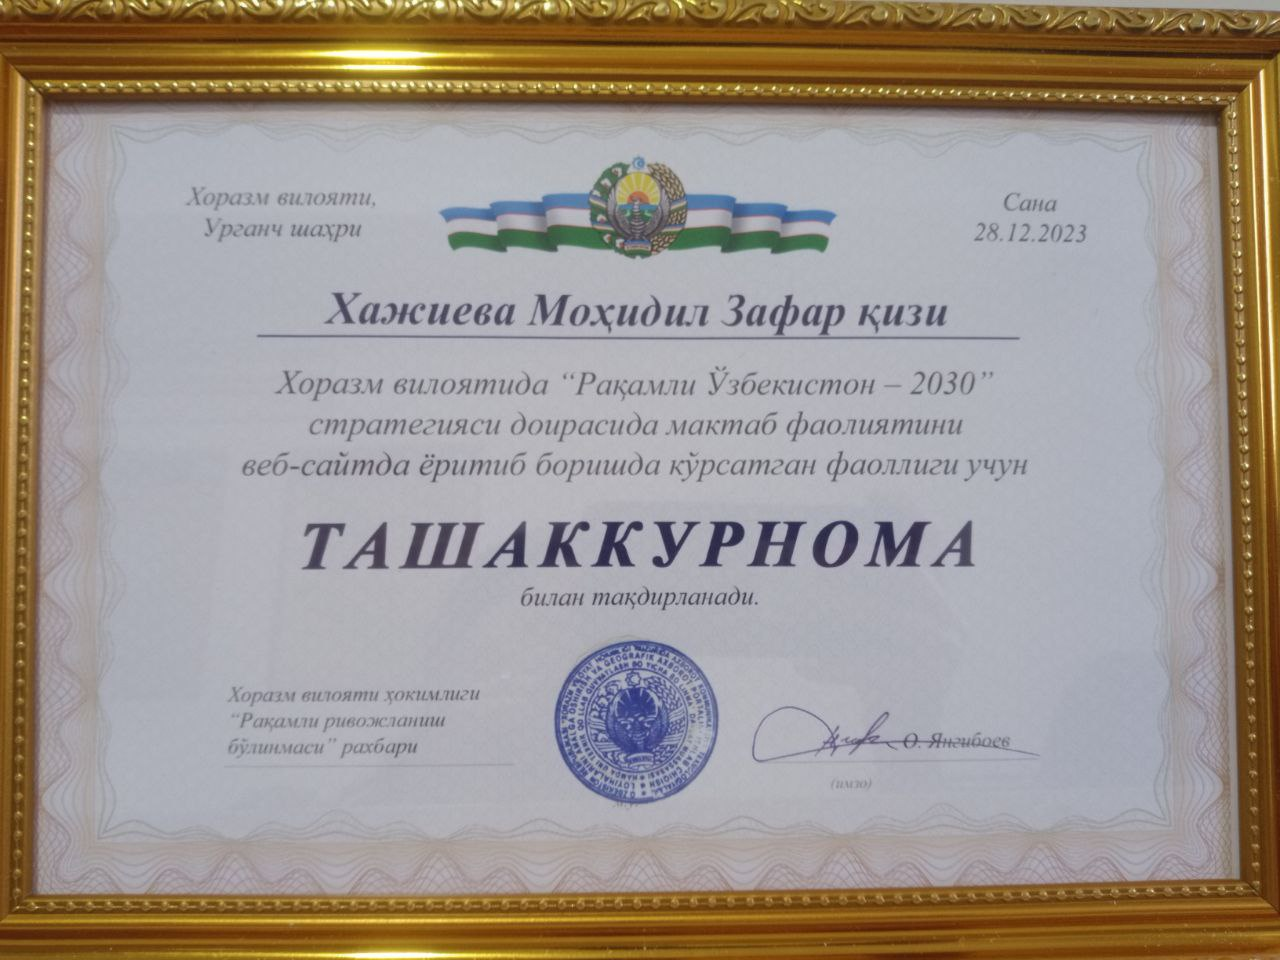 Хоразм вилояти,
Урганч шаҳри
Сана
28.12.2023
Хажиева Моҳидил Зафар қизи
Хоразм вилоятида “Рақамли Ўзбекистон – 2030”
стратегияси доирасида мактаб фаолиятини
веб-сайтда ёритиб боришда кўрсатган фаоллиги учун
ТАШАККУРНОМА
билан тақдирланади.
Хоразм вилояти ҳокимлиги
“Рақамли ривожланиш
бўлинмаси” рахбари
О. Янгибоев
(имзо)